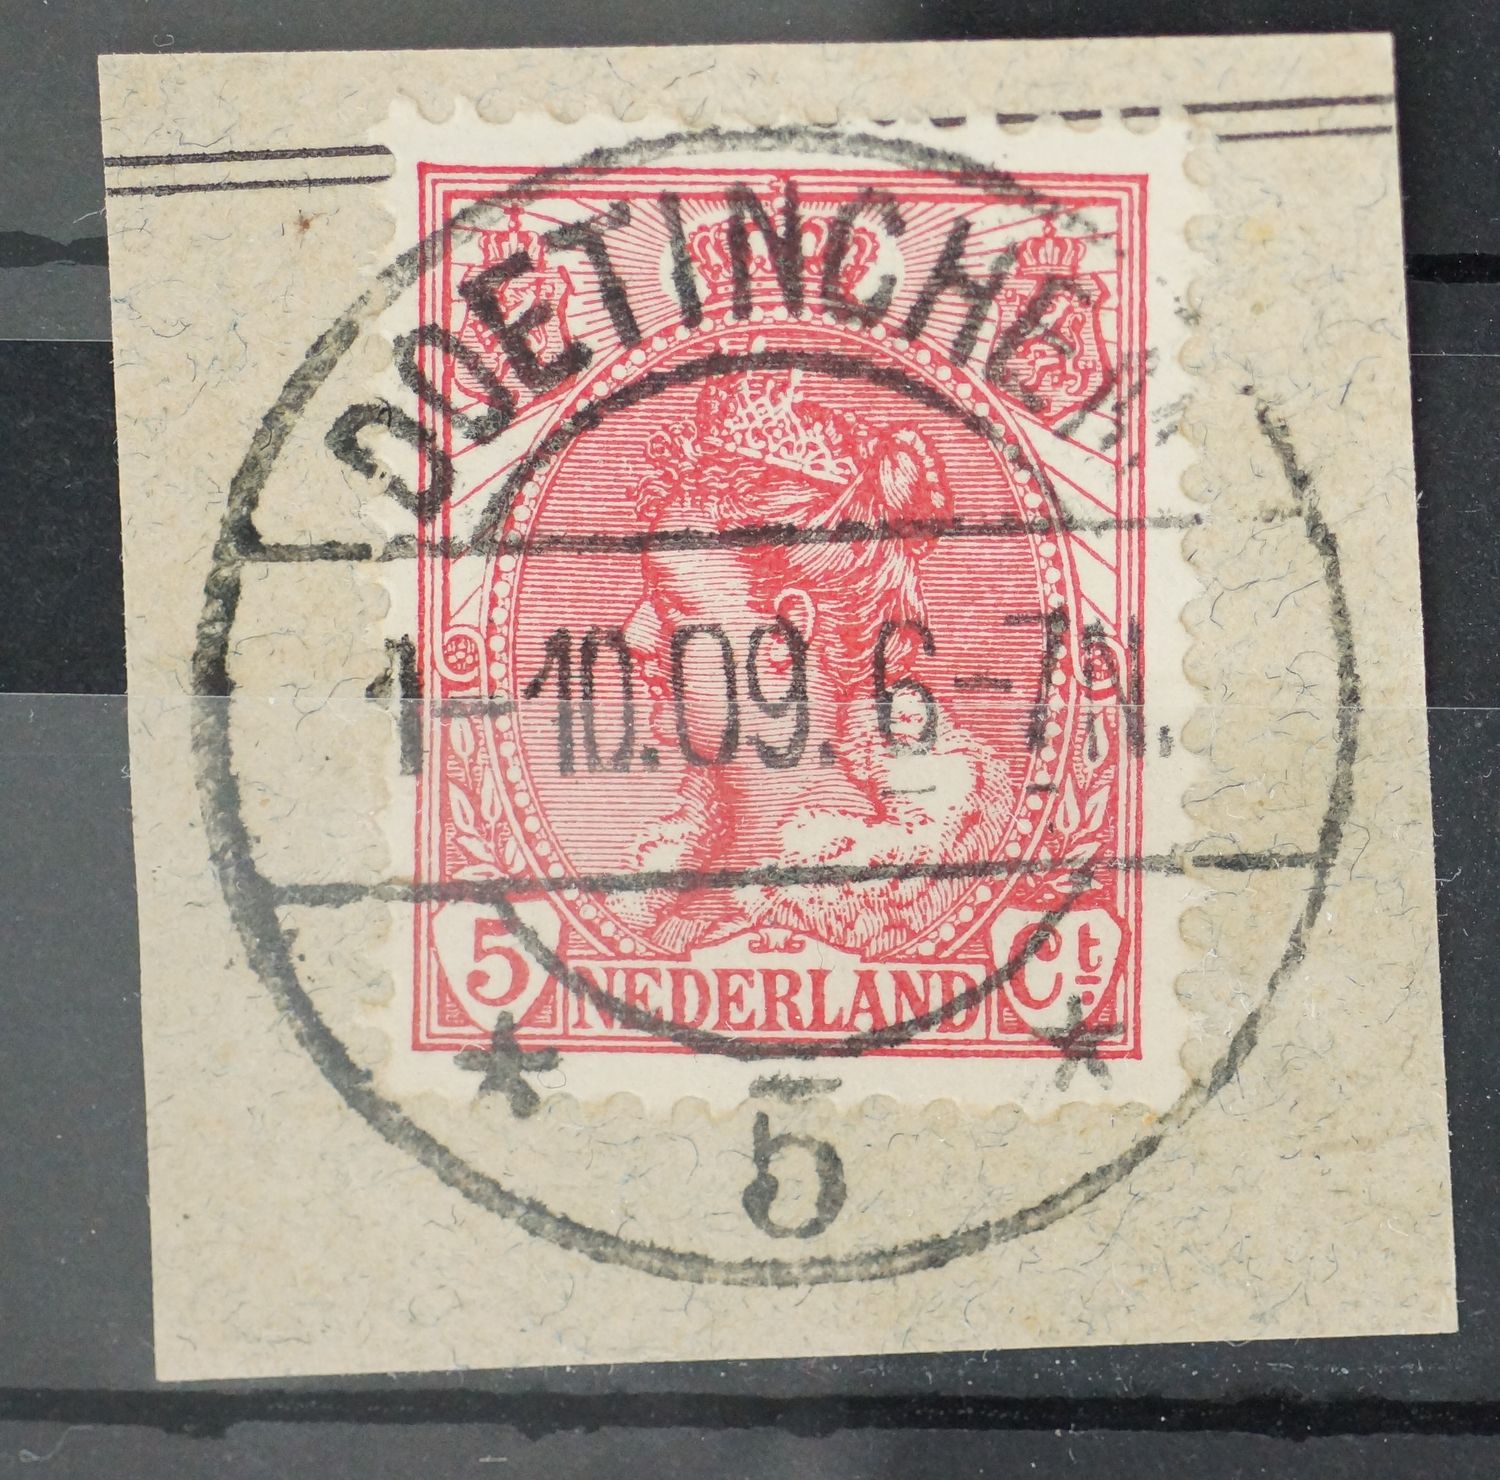 DOETINCHEM
1-10.09. 6-7N.
5 NEDERLAND Ct.
5